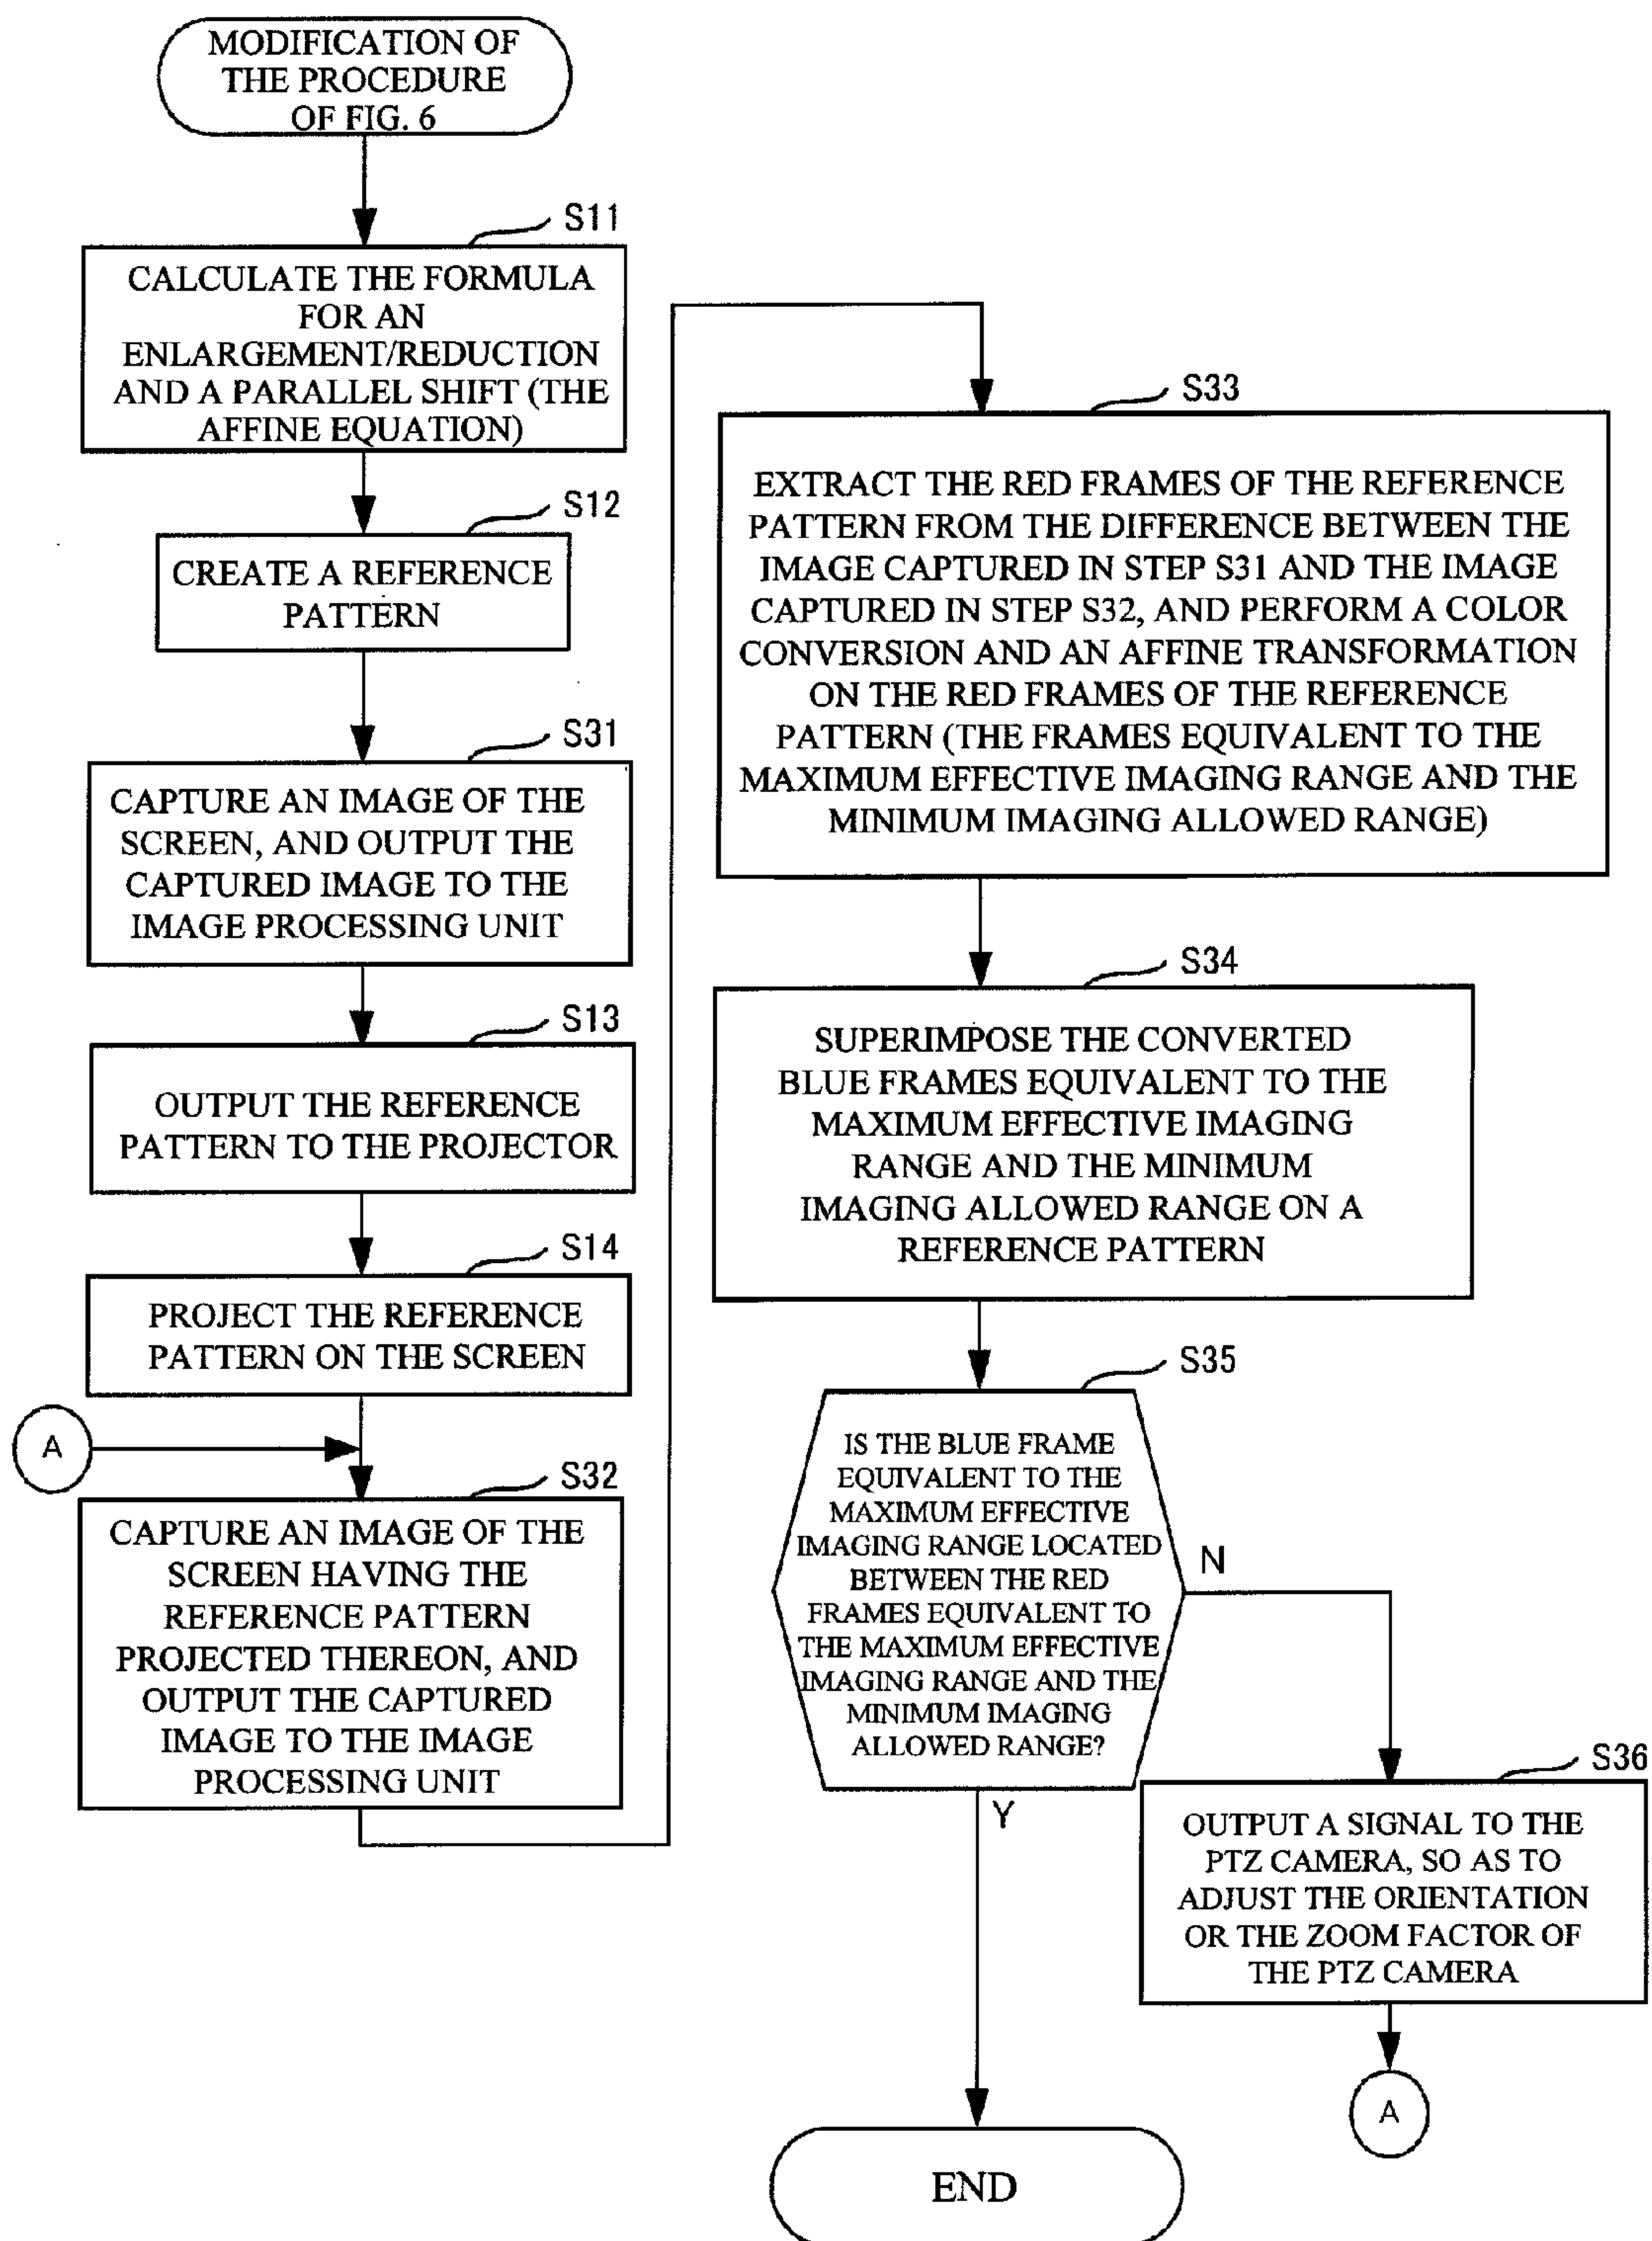 MODIFICATION OF
THE PROCEDURE
OF FIG. 6
S11
CALCULATE THE FORMULA
FOR AN
ENLARGEMENT/REDUCTION
AND A PARALLEL SHIFT (THE
AFFINE EQUATION)
S12
CREATE A REFERENCE
PATTERN
S31
CAPTURE AN IMAGE OF THE
SCREEN, AND OUTPUT THE
CAPTURED IMAGE TO THE
IMAGE PROCESSING UNIT
S13
OUTPUT THE REFERENCE
PATTERN TO THE PROJECTOR
S14
PROJECT THE REFERENCE
PATTERN ON THE SCREEN
A
S32
CAPTURE AN IMAGE OF THE
SCREEN HAVING THE
REFERENCE PATTERN
PROJECTED THEREON, AND
OUTPUT THE CAPTURED
IMAGE TO THE IMAGE
PROCESSING UNIT
S33
EXTRACT THE RED FRAMES OF THE REFERENCE
PATTERN FROM THE DIFFERENCE BETWEEN THE
IMAGE CAPTURED IN STEP S31 AND THE IMAGE
CAPTURED IN STEP S32, AND PERFORM A COLOR
CONVERSION AND AN AFFINE TRANSFORMATION
ON THE RED FRAMES OF THE REFERENCE
PATTERN (THE FRAMES EQUIVALENT TO THE
MAXIMUM EFFECTIVE IMAGING RANGE AND THE
MINIMUM IMAGING ALLOWED RANGE)
S34
SUPERIMPOSE THE CONVERTED
BLUE FRAMES EQUIVALENT TO THE
MAXIMUM EFFECTIVE IMAGING
RANGE AND THE MINIMUM
IMAGING ALLOWED RANGE ON A
REFERENCE PATTERN
S35
IS THE BLUE FRAME
EQUIVALENT TO THE
MAXIMUM EFFECTIVE
IMAGING RANGE LOCATED
BETWEEN THE RED
FRAMES EQUIVALENT TO
THE MAXIMUM EFFECTIVE
IMAGING RANGE AND THE
MINIMUM IMAGING
ALLOWED RANGE?
N
Y
S36
OUTPUT A SIGNAL TO THE
PTZ CAMERA, SO AS TO
ADJUST THE ORIENTATION
OR THE ZOOM FACTOR OF
THE PTZ CAMERA
A
END